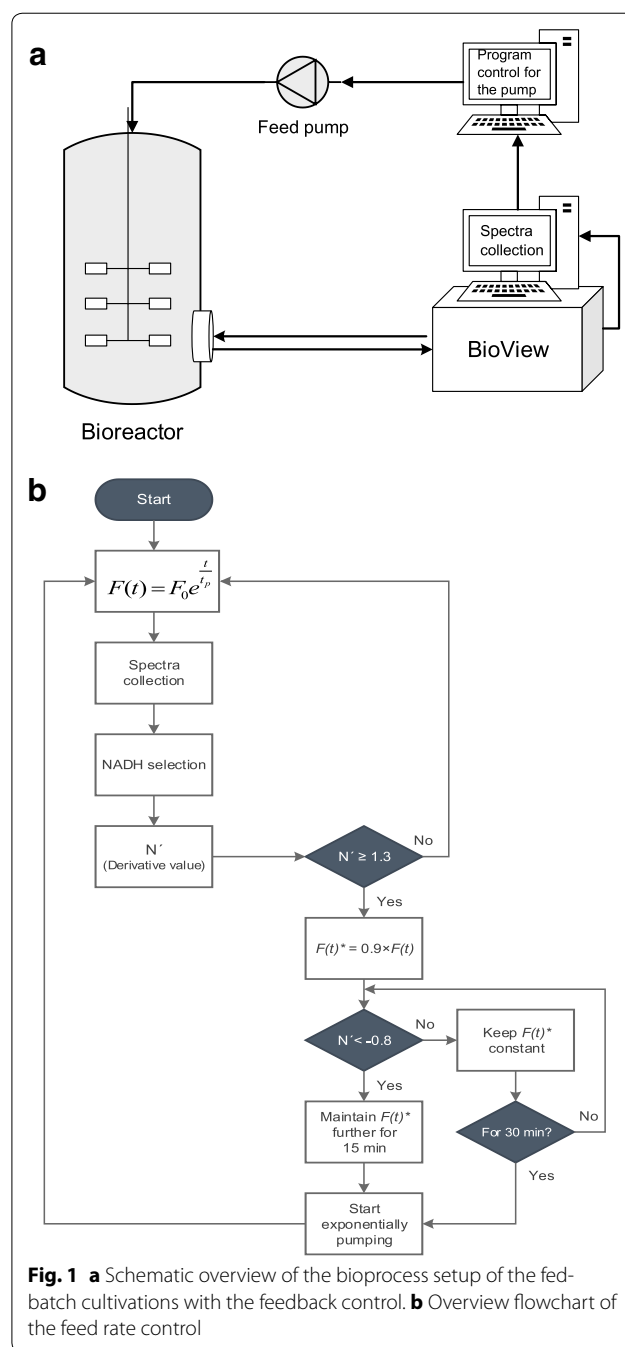 a
Program
control for
the pump
Feed pump
Spectra
collection
BioView
Bioreactor
b
Start
F(t) = F₀e^(t/tₚ)
Spectra
collection
NADH selection
N´
(Derivative value)
N´ ≥ 1.3
No
Yes
F(t)* = 0.9×F(t)
N´< -0.8
No
Keep F(t)*
constant
Yes
Maintain F(t)*
further for
15 min
For 30 min?
No
Yes
Start
exponentially
pumping
Fig. 1 a Schematic overview of the bioprocess setup of the fed-
batch cultivations with the feedback control. b Overview flowchart of
the feed rate control